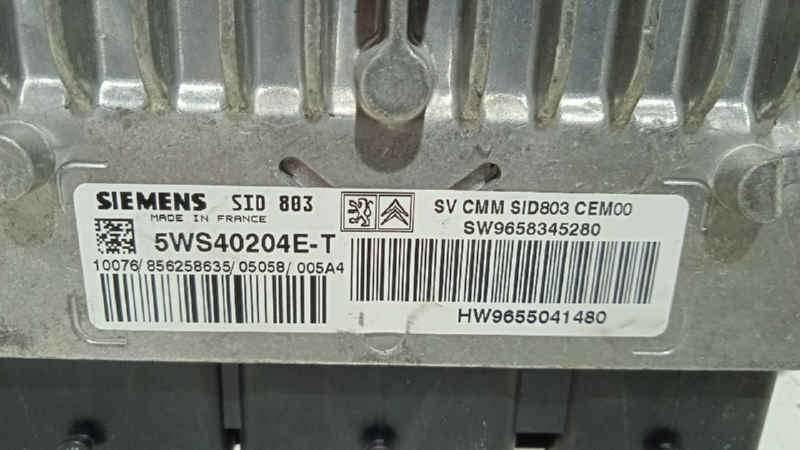 SIEMENS SID 803
MADE IN FRANCE
5WS40204E-T
10076/856258635/05058/005A4
SV CMM SID803 CEM00
SW9658345280
HW9655041480